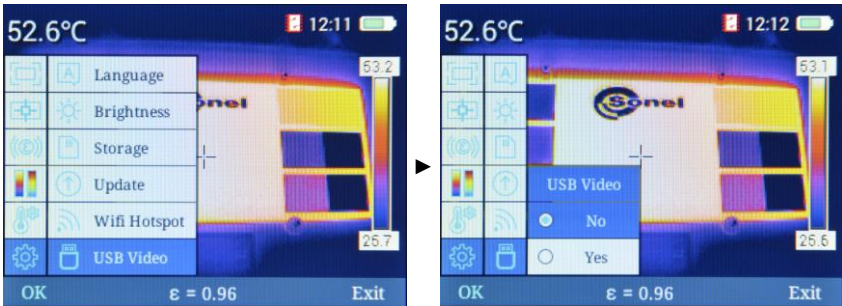 52.6°C
12:11
Language
Brightness
Storage
Update
Wifi Hotspot
USB Video
53.2
25.7
Sonel
OK
ε = 0.96
Exit
52.6°C
12:12
A
USB Video
No
Yes
53.1
25.6
Sonel
OK
ε = 0.96
Exit